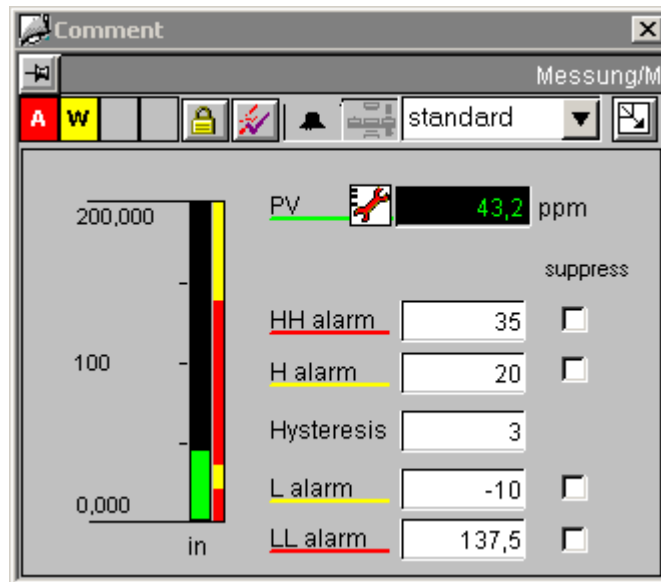 Comment
Messung/M
A W standard
200,000
100
0,000
in
PV 43,2 ppm
suppress
HH alarm 35
H alarm 20
Hysteresis 3
L alarm -10
LL alarm 137,5